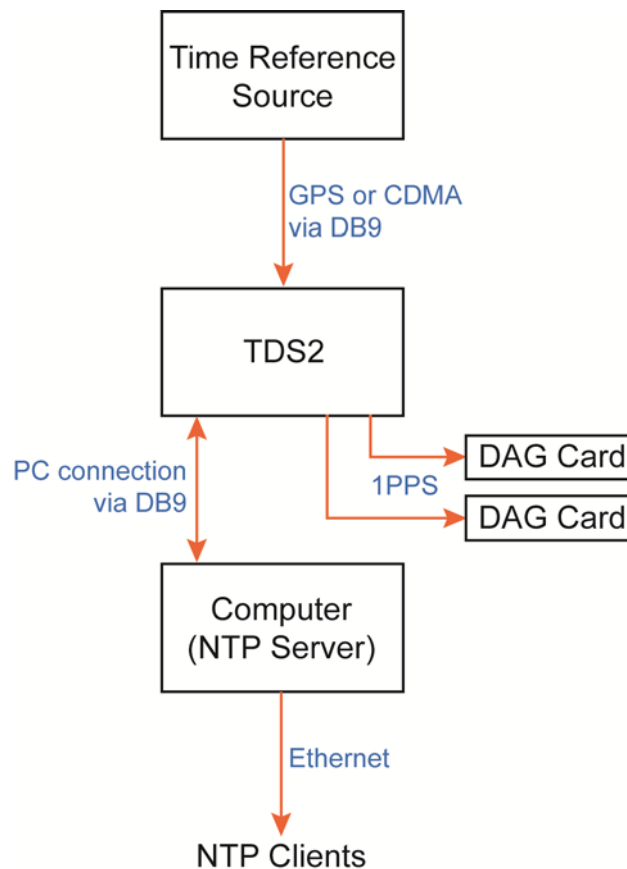 Time Reference
Source
GPS or CDMA
via DB9
TDS2
PC connection
via DB9
1PPS
DAG Card
DAG Card
Computer
(NTP Server)
Ethernet
NTP Clients